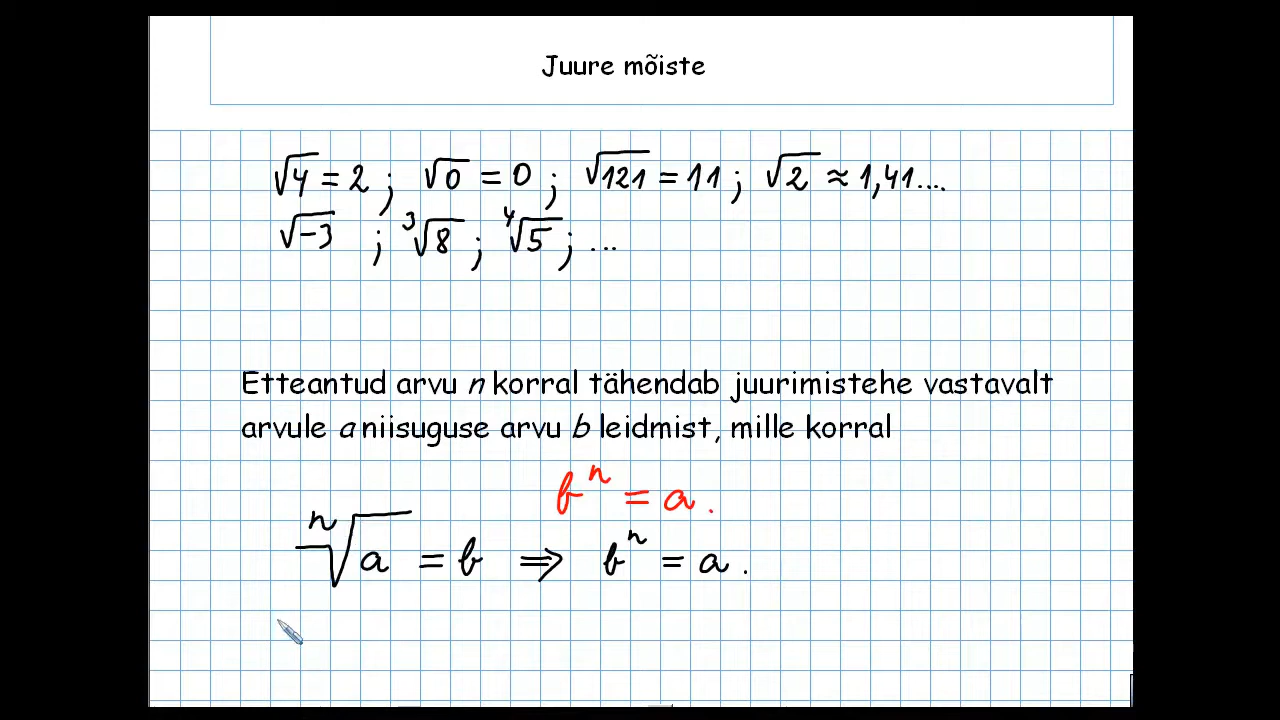 Juure mõiste
√4 = 2 ; √0 = 0 ; √121 = 11 ; √2 ≈ 1,41....
√-3 ; ³√8 ; ⁴√5 ; ...
Etteantud arvu n korral tähendab juurimistehe vastavalt
arvule a niisuguse arvu b leidmist, mille korral
bⁿ = a.
ⁿ√a = b ⇒ bⁿ = a.